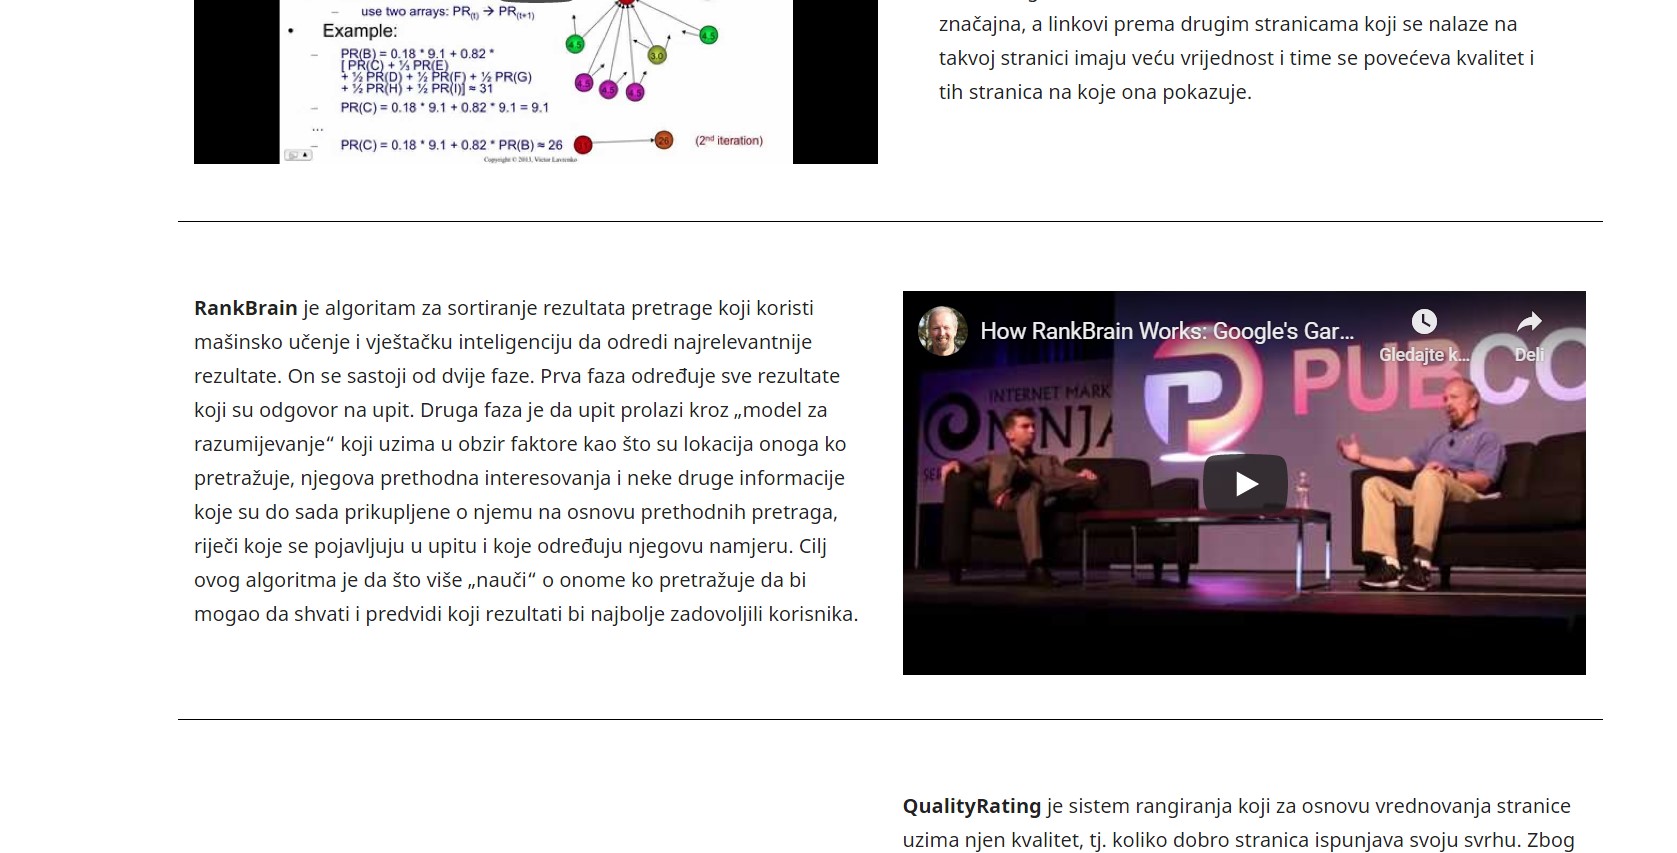 use two arrays: PR(t) → PR(t+1)
• Example:
– PR(B) = 0.18 * 9.1 + 0.82 *
[ PR(C) + ⅓ PR(E)
+ ½ PR(D) + ½ PR(F) + ½ PR(G)
+ ½ PR(H) + ½ PR(I)] ≈ 31
– PR(C) = 0.18 * 9.1 + 0.82 * 9.1 = 9.1
...
– PR(C) = 0.18 * 9.1 + 0.82 * PR(B) ≈ 26
26
(2nd iteration)
4.5
4.5
3.0
4.5
4.5
4.5
Copyright © 2013, Victor Lavrenko
značajna, a linkovi prema drugim stranicama koji se nalaze na
takvoj stranici imaju veću vrijednost i time se povećeva kvalitet i
tih stranica na koje ona pokazuje.
RankBrain je algoritam za sortiranje rezultata pretrage koji koristi
mašinsko učenje i vještačku inteligenciju da odredi najrelevantnije
rezultate. On se sastoji od dvije faze. Prva faza određuje sve rezultate
koji su odgovor na upit. Druga faza je da upit prolazi kroz „model za
razumijevanje“ koji uzima u obzir faktore kao što su lokacija onoga ko
pretražuje, njegova prethodna interesovanja i neke druge informacije
koje su do sada prikupljene o njemu na osnovu prethodnih pretraga,
riječi koje se pojavljuju u upitu i koje određuju njegovu namjeru. Cilj
ovog algoritma je da što više „nauči“ o onome ko pretražuje da bi
mogao da shvati i predvidi koji rezultati bi najbolje zadovoljili korisnika.
How RankBrain Works: Google's Gar...
Gledajte k...
Deli
INTERNET MARK
NINJA
SER
PUBCO
QualityRating je sistem rangiranja koji za osnovu vrednovanja stranice
uzima njen kvalitet, tj. koliko dobro stranica ispunjava svoju svrhu. Zbog